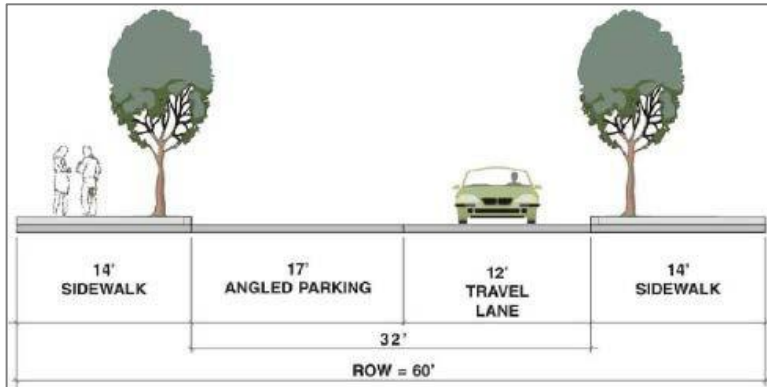 14' 17' 12' 14'
SIDEWALK ANGLED PARKING TRAVEL SIDEWALK
LANE
32'
ROW = 60'